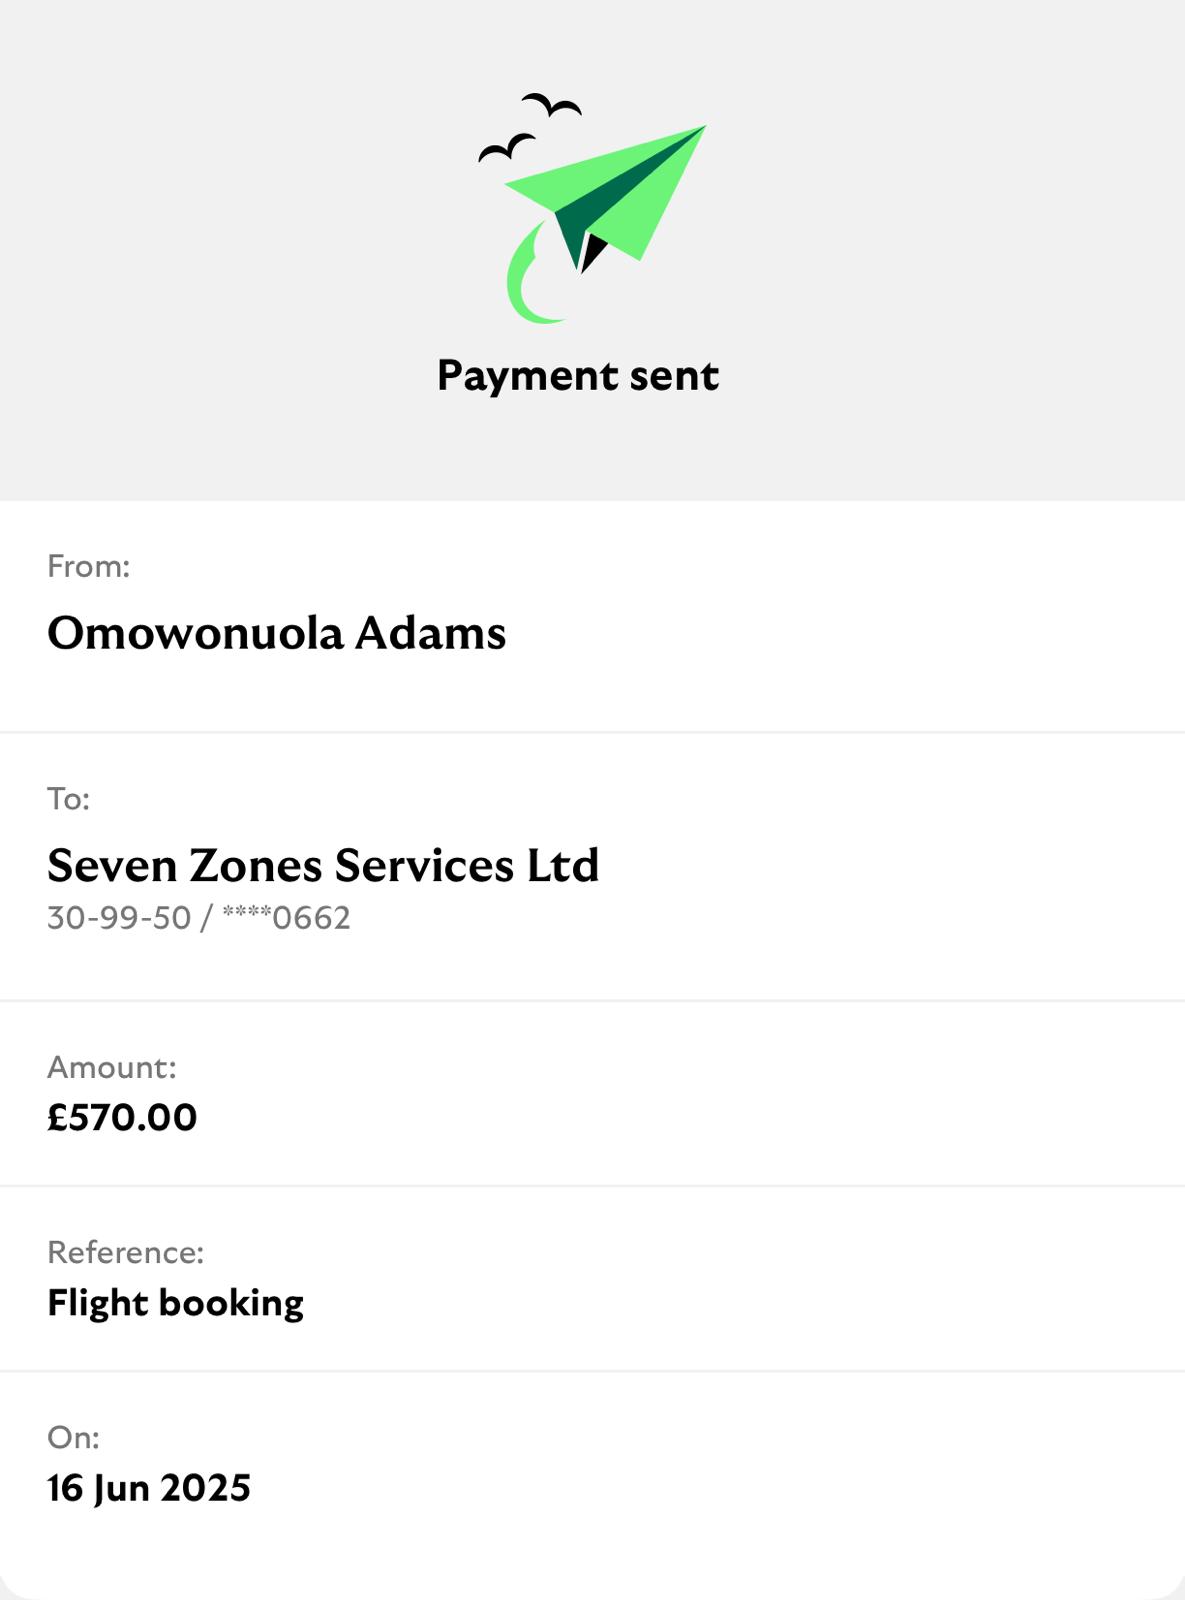 Payment sent
From:
Omowonuola Adams
To:
Seven Zones Services Ltd
30-99-50 / ****0662
Amount:
£570.00
Reference:
Flight booking
On:
16 Jun 2025